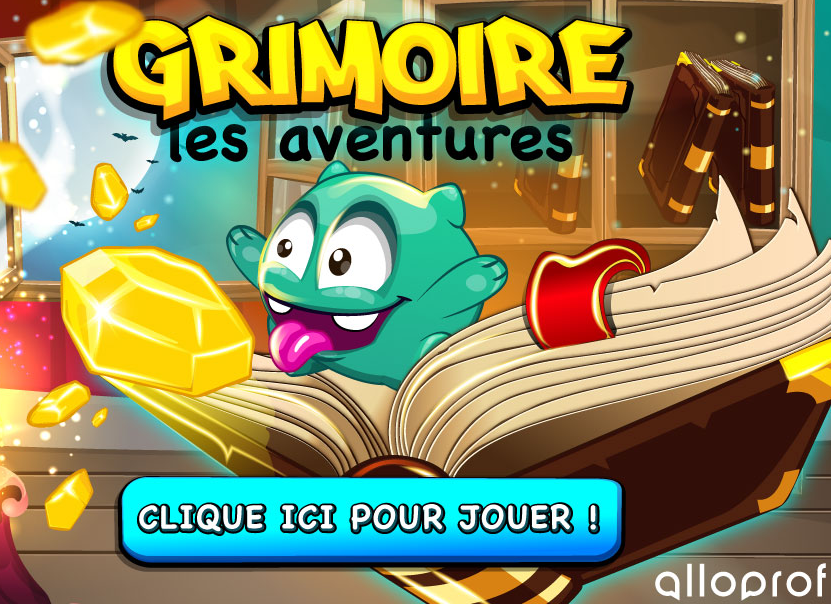 GRIMOIRE
les aventures
CLIQUE ICI POUR JOUER !
alloprof